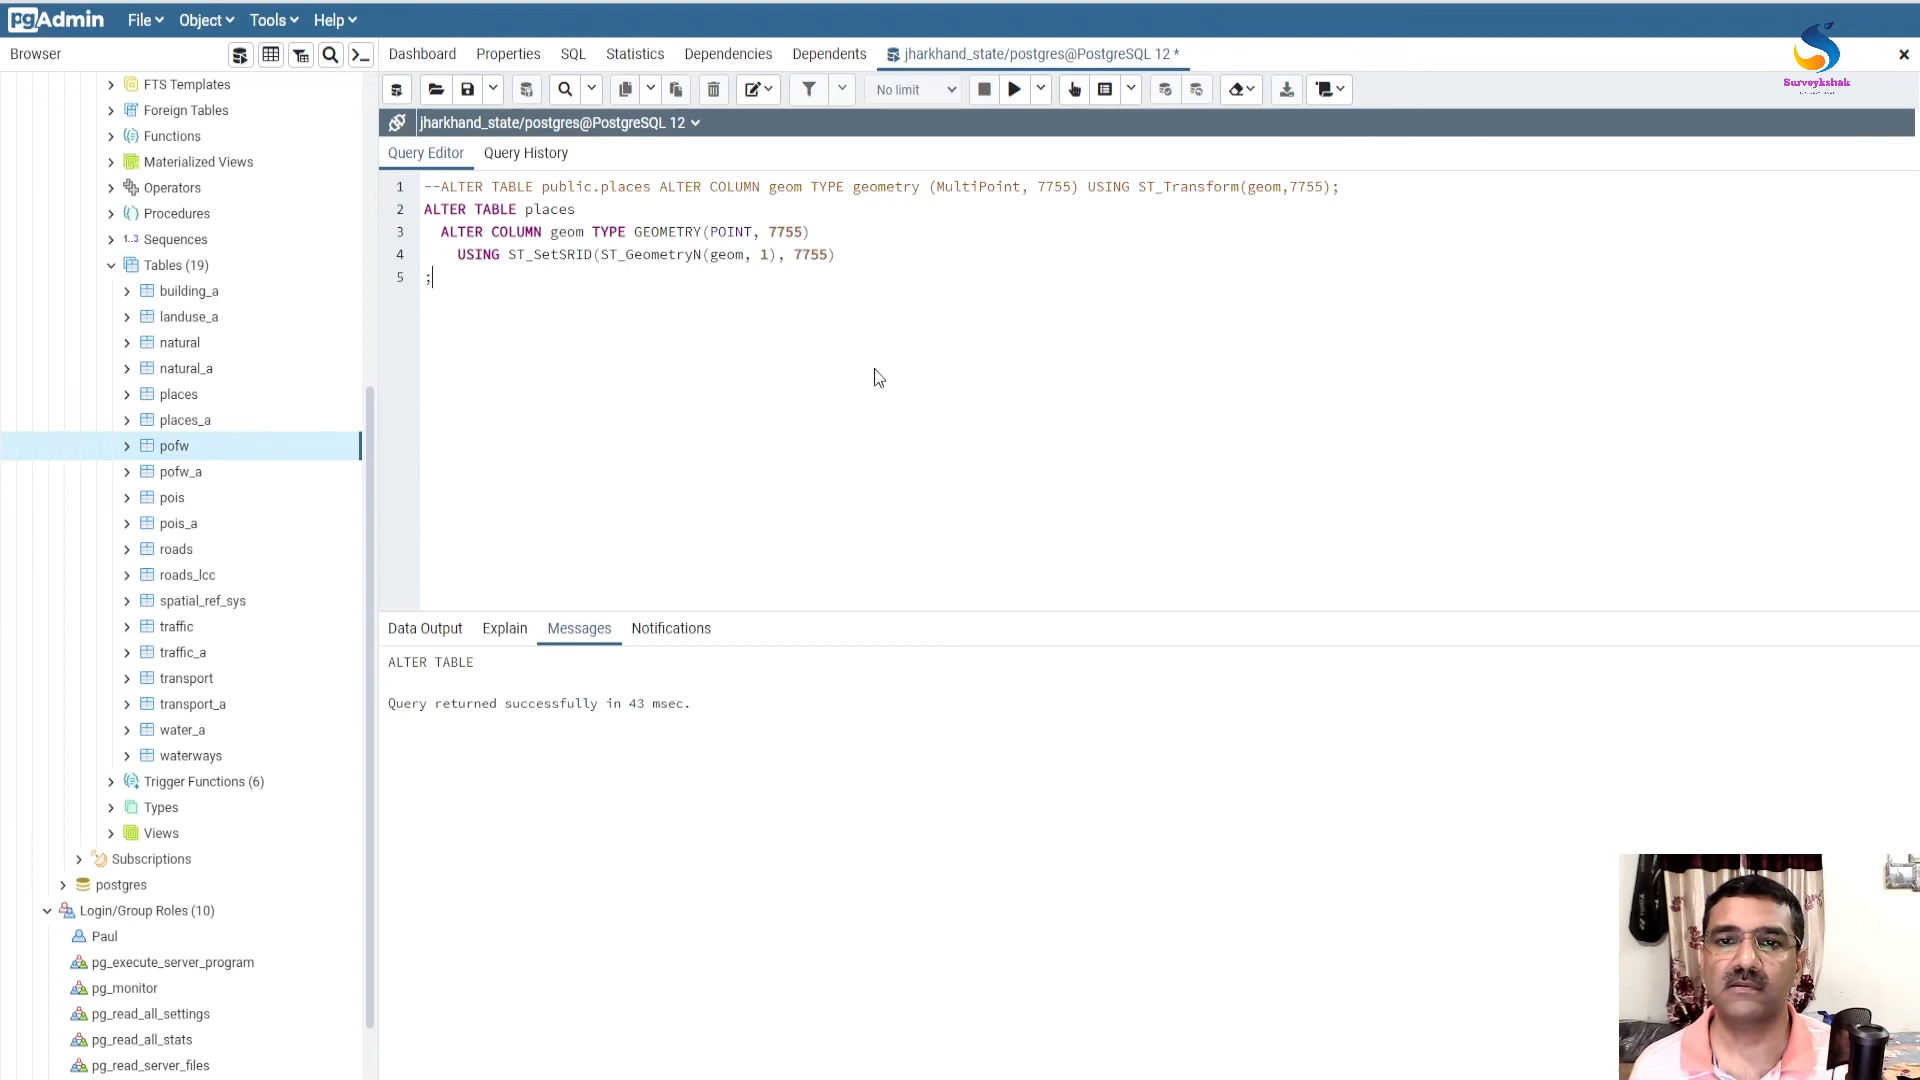 pgAdmin File Object Tools Help
Browser
Dashboard Properties SQL Statistics Dependencies Dependents jharkhand_state/postgres@PostgreSQL 12 *
Surveykshak
No limit
jharkhand_state/postgres@PostgreSQL 12
Query Editor Query History
1 --ALTER TABLE public.places ALTER COLUMN geom TYPE geometry (MultiPoint, 7755) USING ST_Transform(geom,7755);
2 ALTER TABLE places
3 ALTER COLUMN geom TYPE GEOMETRY(POINT, 7755)
4 USING ST_SetSRID(ST_GeometryN(geom, 1), 7755)
5 ;
FTS Templates
Foreign Tables
Functions
Materialized Views
Operators
Procedures
1..3 Sequences
Tables (19)
building_a
landuse_a
natural
natural_a
places
places_a
pofw
pofw_a
pois
pois_a
roads
roads_lcc
spatial_ref_sys
traffic
traffic_a
transport
transport_a
water_a
waterways
Trigger Functions (6)
Types
Views
Subscriptions
postgres
Login/Group Roles (10)
Paul
pg_execute_server_program
pg_monitor
pg_read_all_settings
pg_read_all_stats
pg_read_server_files
Data Output Explain Messages Notifications
ALTER TABLE
Query returned successfully in 43 msec.